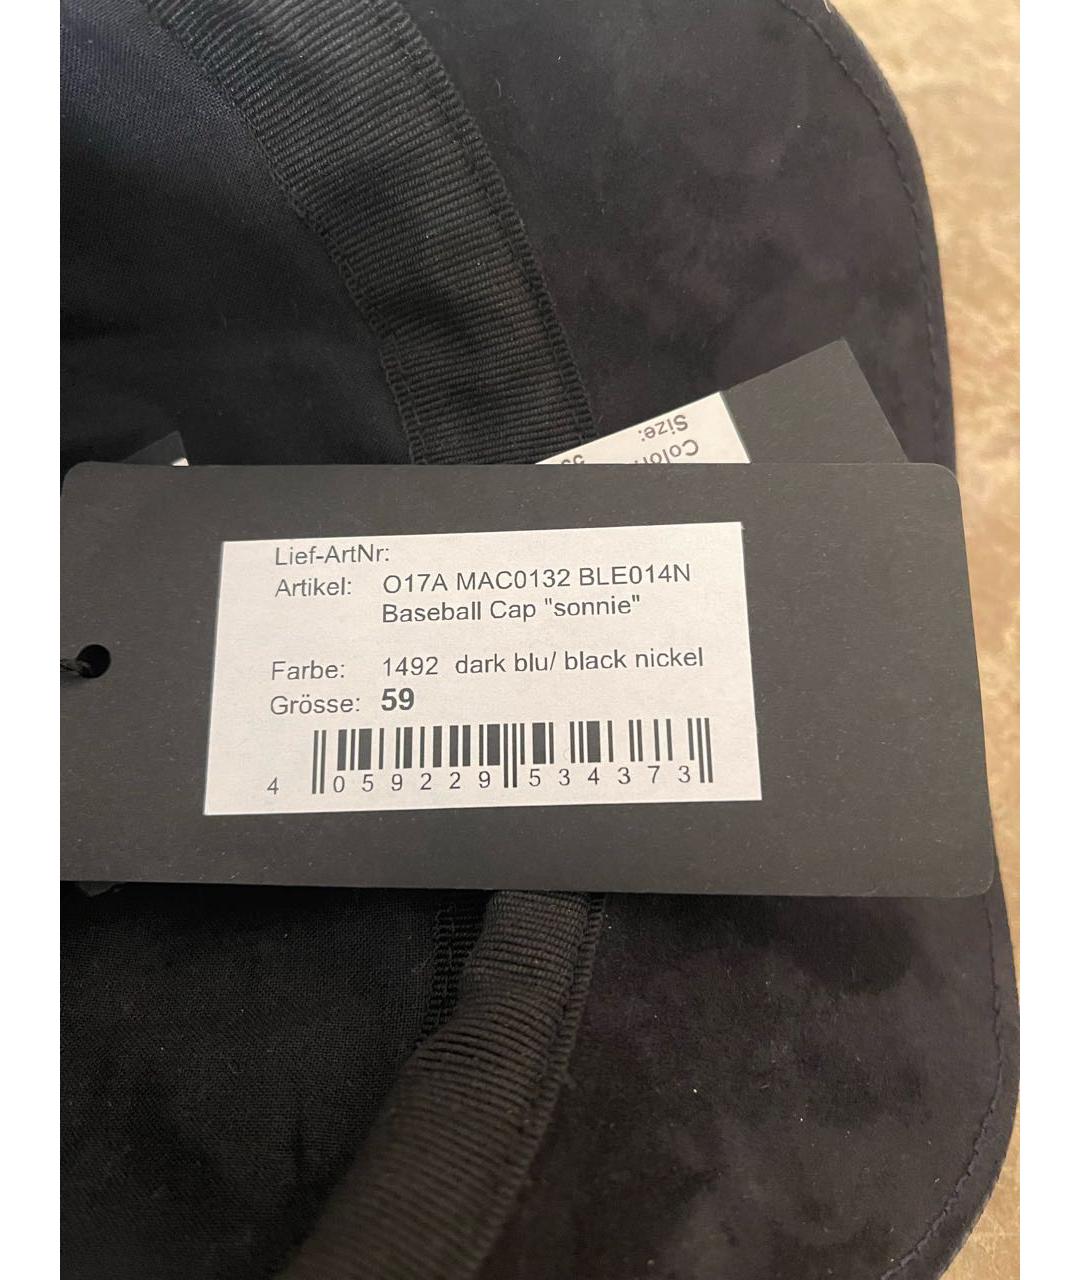 Size:
Color:
Lief-ArtNr:
Artikel: O17A MAC0132 BLE014N
Baseball Cap "sonnie"
Farbe: 1492 dark blu/ black nickel
Grösse: 59
4 059229 534373